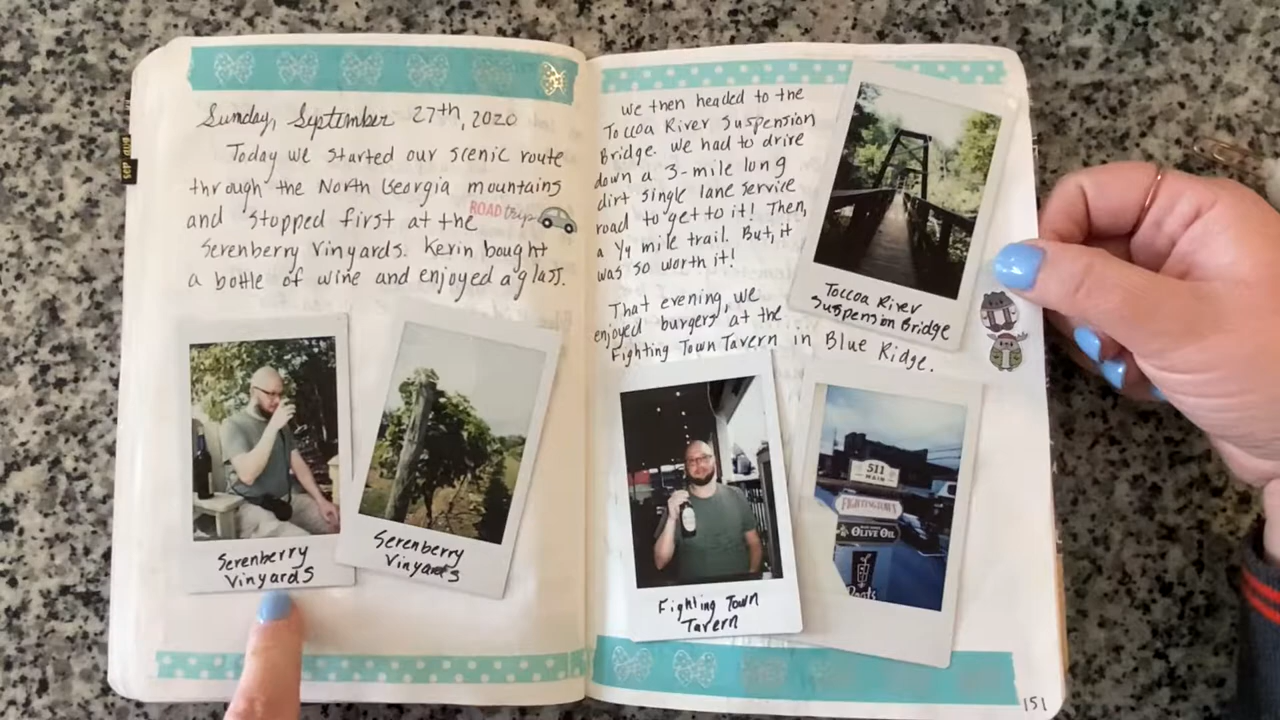 Sunday, September 27th, 2020
Today we started our scenic route
through the North Georgia mountains
and stopped first at the
ROAD trip
Serenberry Vinyards. Kevin bought
a bottle of wine and enjoyed a glass.
Serenberry
Vinyards
Serenberry
Vinyards
We then headed to the
Toccoa River Suspension
Bridge. We had to drive
down a 3-mile long
dirt single lane service
road to get to it! Then,
a 1/4 mile trail. But, it
was so worth it!
Toccoa River
Suspension Bridge
That evening, we
enjoyed burgers at the
Fighting Town Tavern in Blue Ridge.
Fighting Town
Tavern
511
MAIN
FIGHTINGTOWN
OLIVE OIL
151